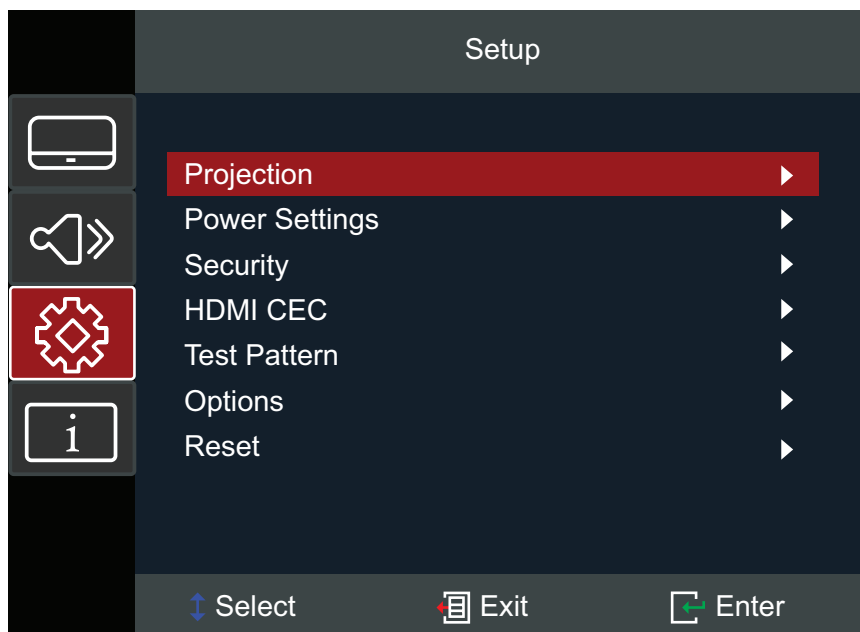 Setup
Projection
Power Settings
Security
HDMI CEC
Test Pattern
Options
Reset
i
Select Exit Enter